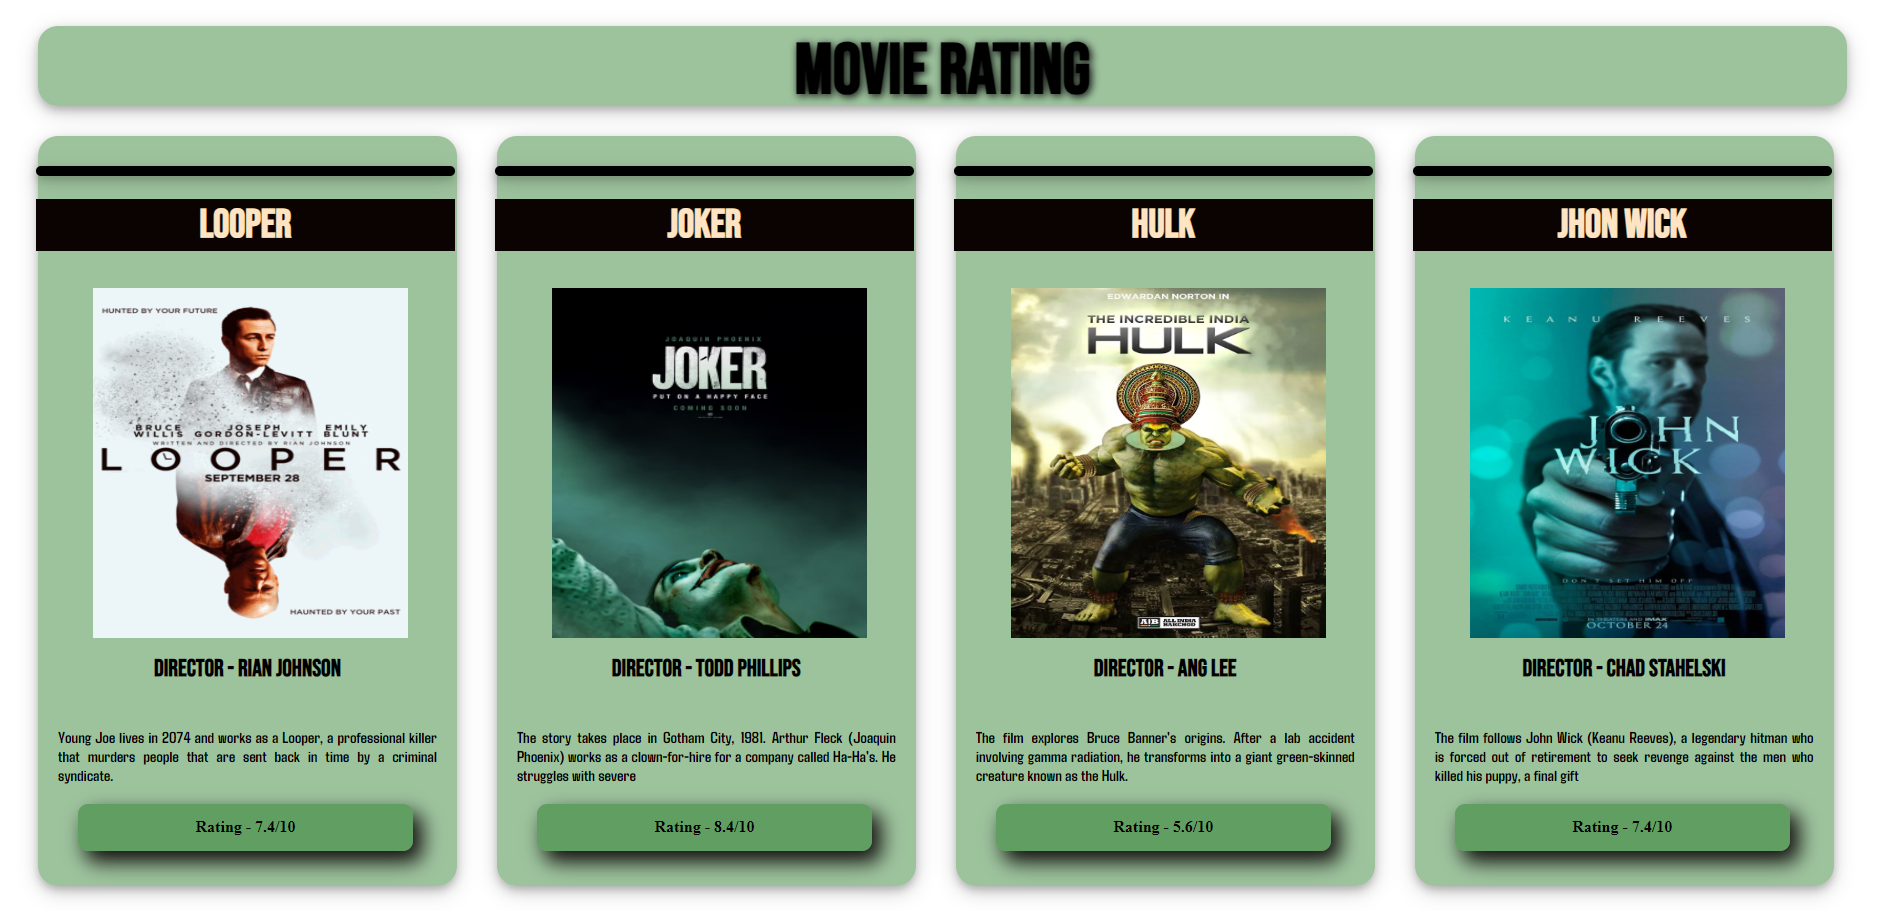 MOVIE RATING
LOOPER
HUNTED BY YOUR FUTURE
BRUCE WILLIS JOSEPH GORDON-LEVITT EMILY BLUNT
WRITTEN AND DIRECTED BY RIAN JOHNSON
LOOPER
SEPTEMBER 28
HAUNTED BY YOUR PAST
DIRECTOR - RIAN JOHNSON
Young Joe lives in 2074 and works as a Looper, a professional killer
that murders people that are sent back in time by a criminal
syndicate.
Rating - 7.4/10
JOKER
JOAQUIN PHOENIX
JOKER
PUT ON A HAPPY FACE
COMING SOON
DIRECTOR - TODD PHILLIPS
The story takes place in Gotham City, 1981. Arthur Fleck (Joaquin
Phoenix) works as a clown-for-hire for a company called Ha-Ha's. He
struggles with severe
Rating - 8.4/10
HULK
EDWARDAN NORTON IN
THE INCREDIBLE INDIA
HULK
AIB ALL INDIA
DIRECTOR - ANG LEE
The film explores Bruce Banner's origins. After a lab accident
involving gamma radiation, he transforms into a giant green-skinned
creature known as the Hulk.
Rating - 5.6/10
JHON WICK
KEANU REEVES
JOHN
WICK
DON'T SET HIM OFF
OCTOBER 24
DIRECTOR - CHAD STAHELSKI
The film follows John Wick (Keanu Reeves), a legendary hitman who
is forced out of retirement to seek revenge against the men who
killed his puppy, a final gift
Rating - 7.4/10